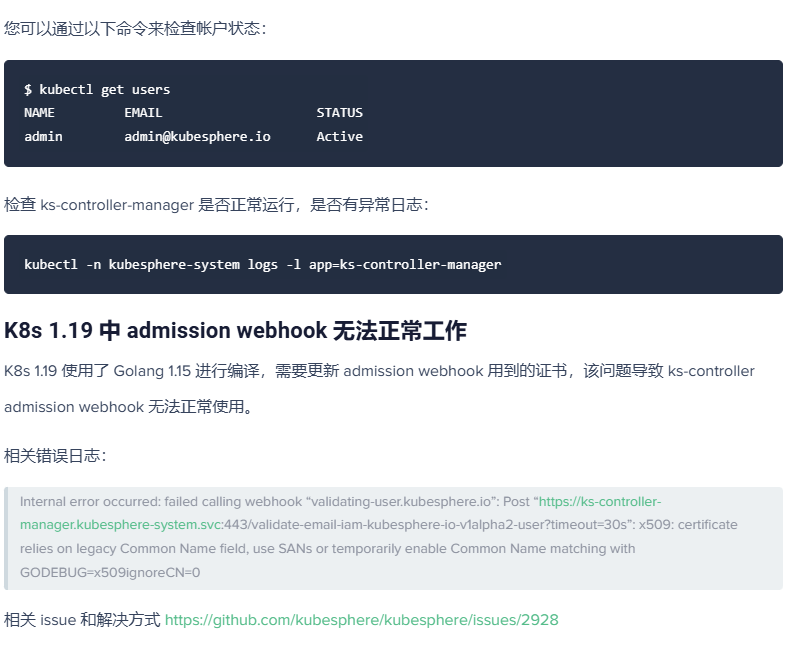 您可以通过以下命令来检查帐户状态：
$ kubectl get users
NAME EMAIL STATUS
admin admin@kubesphere.io Active
检查 ks-controller-manager 是否正常运行，是否有异常日志：
kubectl -n kubesphere-system logs -l app=ks-controller-manager
K8s 1.19 中 admission webhook 无法正常工作
K8s 1.19 使用了 Golang 1.15 进行编译，需要更新 admission webhook 用到的证书，该问题导致 ks-controller
admission webhook 无法正常使用。
相关错误日志：
Internal error occurred: failed calling webhook “validating-user.kubesphere.io”: Post “https://ks-controller-
manager.kubesphere-system.svc:443/validate-email-iam-kubesphere-io-v1alpha2-user?timeout=30s”: x509: certificate
relies on legacy Common Name field, use SANs or temporarily enable Common Name matching with
GODEBUG=x509ignoreCN=0
相关 issue 和解决方式 https://github.com/kubesphere/kubesphere/issues/2928